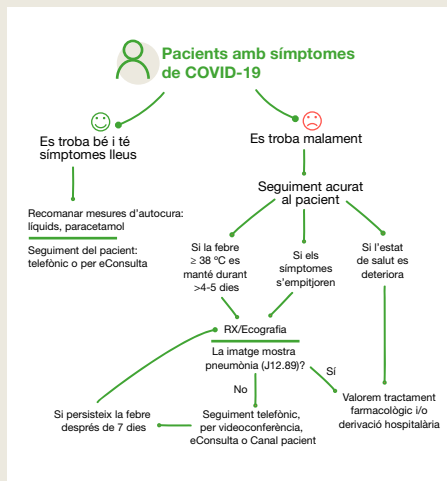 Pacients amb símptomes
de COVID-19
Es troba bé i té
símptomes lleus
Es troba malament
Recomanar mesures d'autocura:
líquids, paracetamol
Seguiment del pacient:
telefònic o per eConsulta
Seguiment acurat
al pacient
Si la febre
≥ 38 ºC es
manté durant
>4-5 dies
Si els
símptomes
s'empitjoren
Si l'estat
de salut es
deteriora
RX/Ecografia
La imatge mostra
pneumònia (J12.89)?
Sí
No
Si persisteix la febre
després de 7 dies
Seguiment telefònic,
per videoconferència,
eConsulta o Canal pacient
Valorem tractament
farmacològic i/o
derivació hospitalària